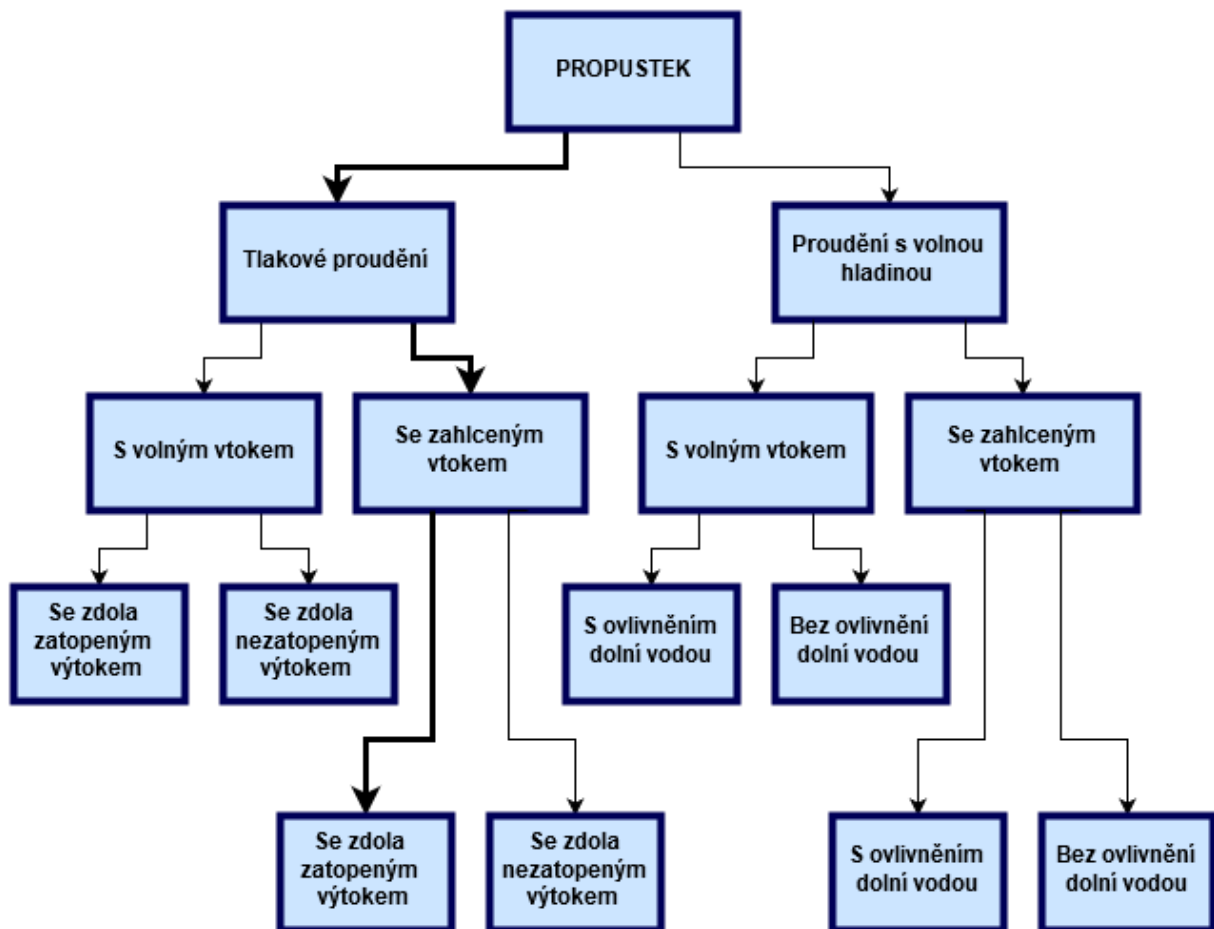 PROPUSTEK
Tlakové proudění
Proudění s volnou
hladinou
S volným vtokem
Se zahlceným
vtokem
S volným vtokem
Se zahlceným
vtokem
Se zdola
zatopeným
výtokem
Se zdola
nezatopeným
výtokem
S ovlivněním
dolní vodou
Bez ovlivnění
dolní vodou
Se zdola
zatopeným
výtokem
Se zdola
nezatopeným
výtokem
S ovlivněním
dolní vodou
Bez ovlivnění
dolní vodou